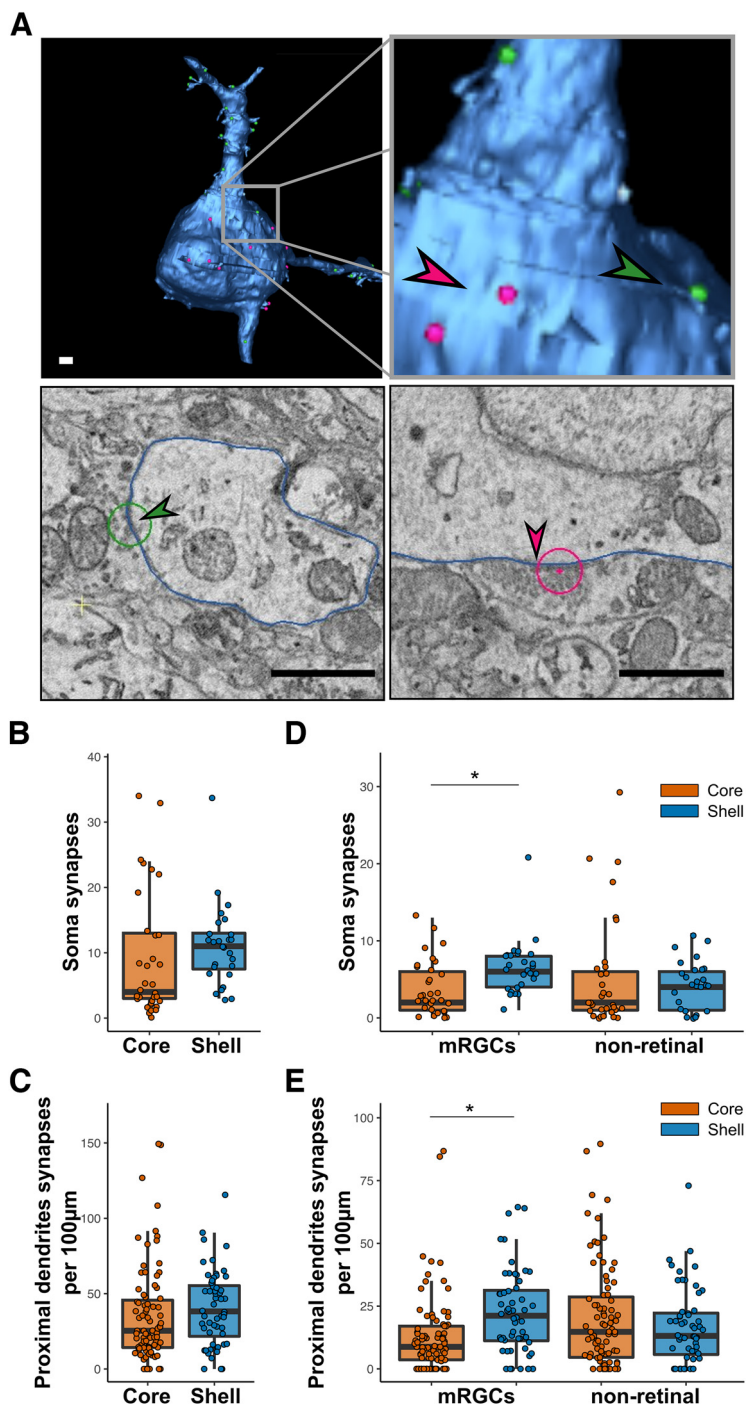 A
B
Soma synapses
40
30
20
10
0
Core
Shell
D
Soma synapses
30
20
10
0
*
Core
Shell
mRGCs
non-retinal
C
Proximal dendrites synapses
per 100µm
150
100
50
0
Core
Shell
E
Proximal dendrites synapses
per 100µm
100
75
50
25
0
*
Core
Shell
mRGCs
non-retinal